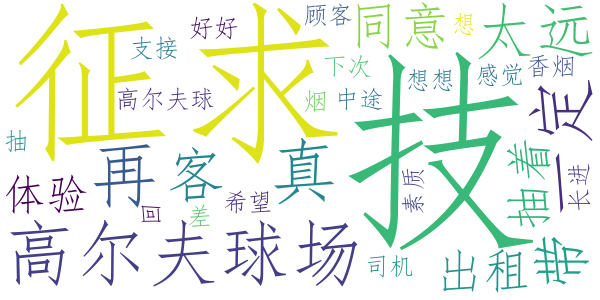 征求
技
高尔夫球场
再
客
真
同意
太远
一定
体验
出租
带
抽着
好好
支接
顾客
想
下次
想想
感觉
香烟
高尔夫球
烟
中途
抽
素质
长进
希望
回
差
司机